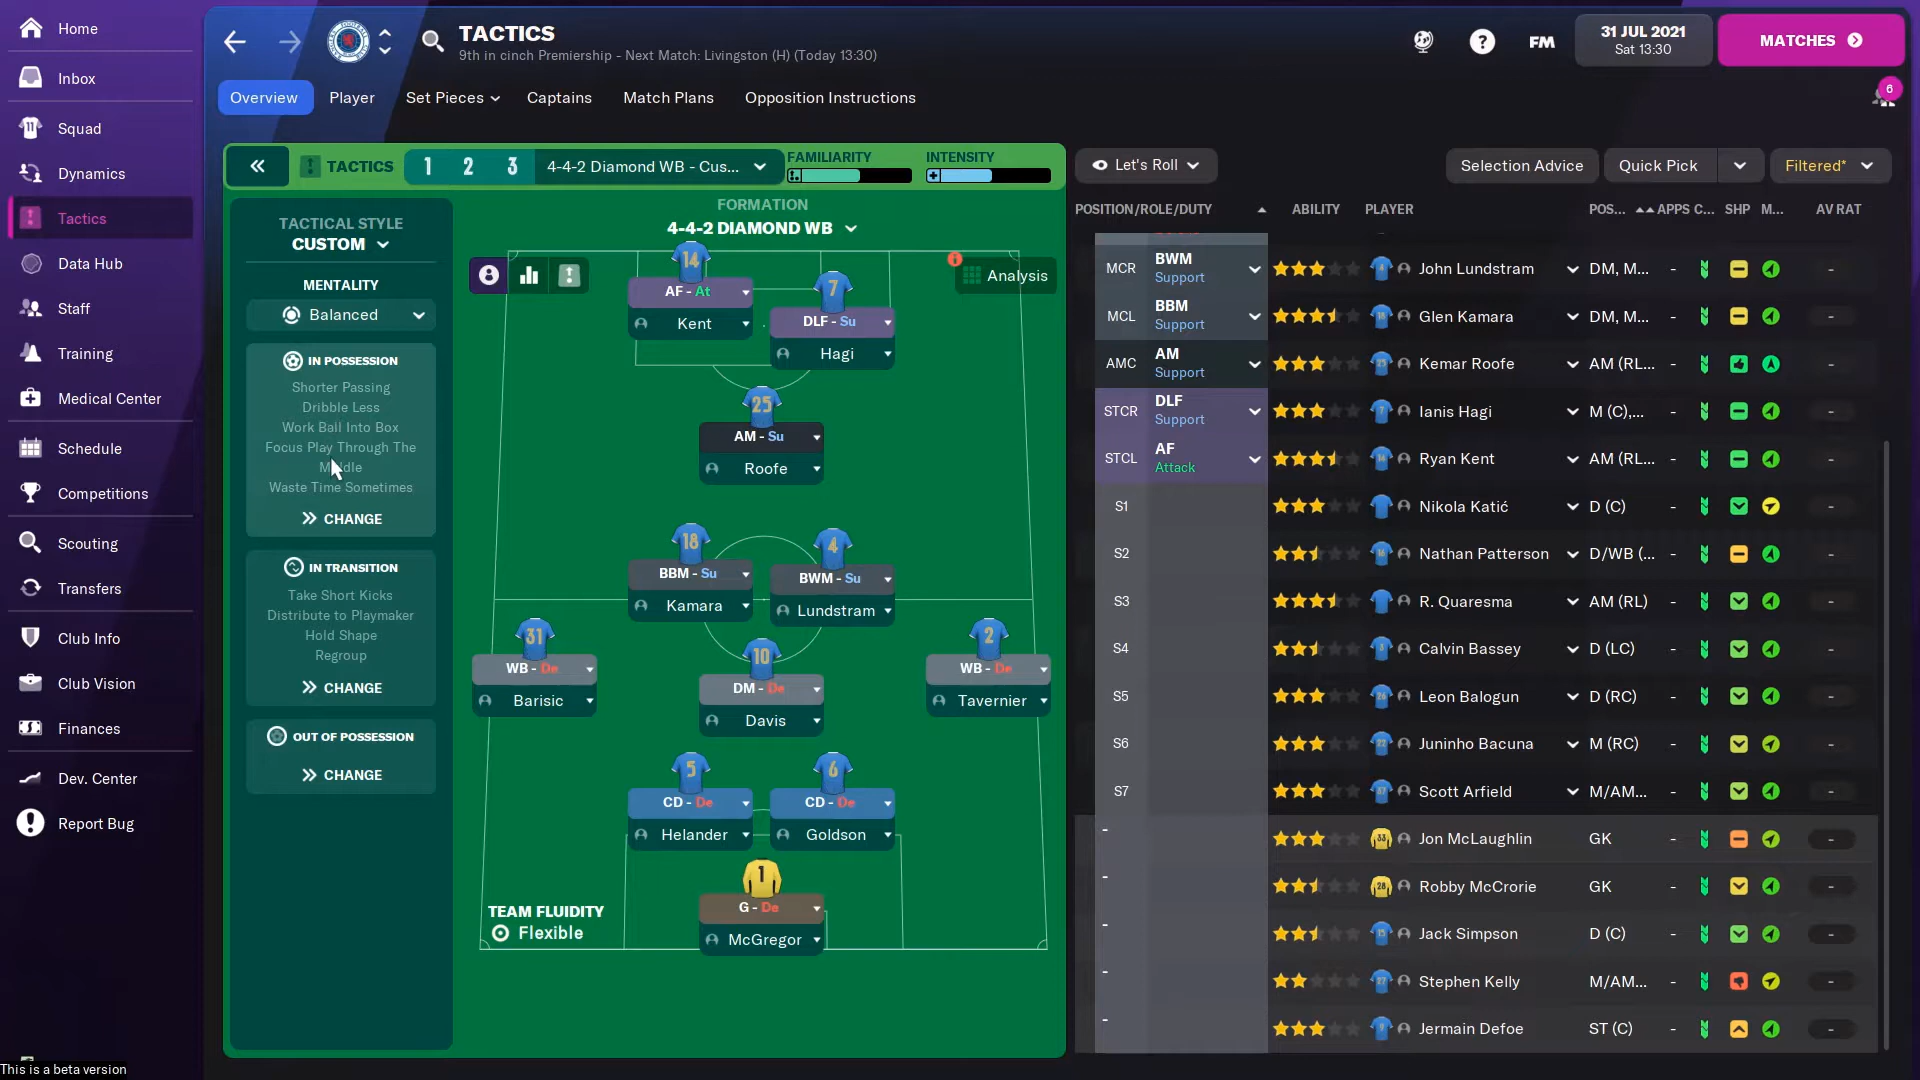 Home
Inbox
Squad
Dynamics
Tactics
Data Hub
Staff
Training
Medical Center
Schedule
Competitions
Scouting
Transfers
Club Info
Club Vision
Finances
Dev. Center
Report Bug
This is a beta version
TACTICS
9th in cinch Premiership - Next Match: Livingston (H) (Today 13:30)
FM
31 JUL 2021
Sat 13:30
MATCHES
Overview
Player
Set Pieces
Captains
Match Plans
Opposition Instructions
6
TACTICS
1 2 3
4-4-2 Diamond WB - Cus...
FAMILIARITY
INTENSITY
TACTICAL STYLE
CUSTOM
MENTALITY
Balanced
IN POSSESSION
Shorter Passing
Dribble Less
Work Ball Into Box
Focus Play Through The
Middle
Waste Time Sometimes
CHANGE
IN TRANSITION
Take Short Kicks
Distribute to Playmaker
Hold Shape
Regroup
CHANGE
OUT OF POSSESSION
CHANGE
FORMATION
4-4-2 DIAMOND WB
Analysis
14
AF - At
Kent
7
DLF - Su
Hagi
25
AM - Su
Roofe
18
BBM - Su
Kamara
4
BWM - Su
Lundstram
31
WB - De
Barisic
10
DM - De
Davis
2
WB - De
Tavernier
5
CD - De
Helander
6
CD - De
Goldson
1
G - De
McGregor
TEAM FLUIDITY
Flexible
Let's Roll
Selection Advice
Quick Pick
Filtered*
POSITION/ROLE/DUTY ABILITY PLAYER POS... APPS C... SHP M... AV RAT
MCR BWM Support John Lundstram DM, M... - -
MCL BBM Support Glen Kamara DM, M... - -
AMC AM Support Kemar Roofe AM (RL... - -
STCR DLF Support Ianis Hagi M (C),... - -
STCL AF Attack Ryan Kent AM (RL... - -
S1 Nikola Katić D (C) - -
S2 Nathan Patterson D/WB (... - -
S3 R. Quaresma AM (RL) - -
S4 Calvin Bassey D (LC) - -
S5 Leon Balogun D (RC) - -
S6 Juninho Bacuna M (RC) - -
S7 Scott Arfield M/AM... - -
- Jon McLaughlin GK - -
- Robby McCrorie GK - -
- Jack Simpson D (C) - -
- Stephen Kelly M/AM... - -
- Jermain Defoe ST (C) - -